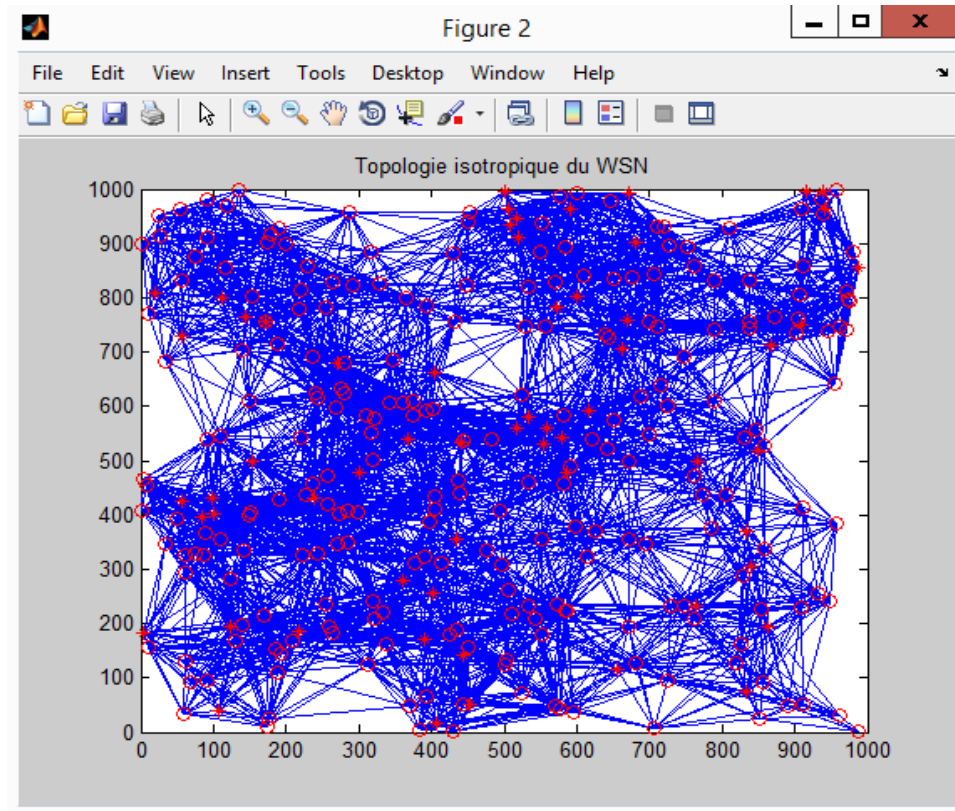 Figure 2
File Edit View Insert Tools Desktop Window Help
Topologie isotropique du WSN
1000
900
800
700
600
500
400
300
200
100
0
0 100 200 300 400 500 600 700 800 900 1000